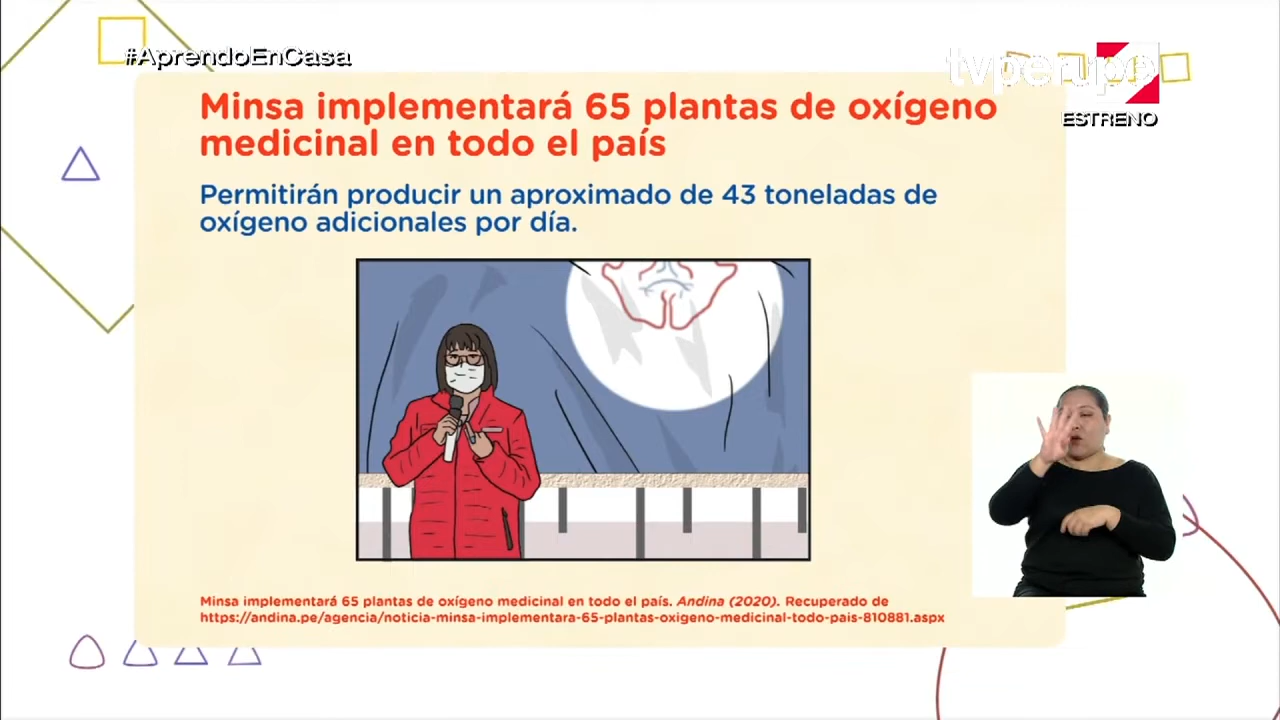 #AprendoEnCasa
tvperu.pe
ESTRENO
Minsa implementará 65 plantas de oxígeno
medicinal en todo el país
Permitirán producir un aproximado de 43 toneladas de
oxígeno adicionales por día.
Minsa implementará 65 plantas de oxígeno medicinal en todo el país. Andina (2020). Recuperado de
https://andina.pe/agencia/noticia-minsa-implementara-65-plantas-oxigeno-medicinal-todo-pais-810881.aspx